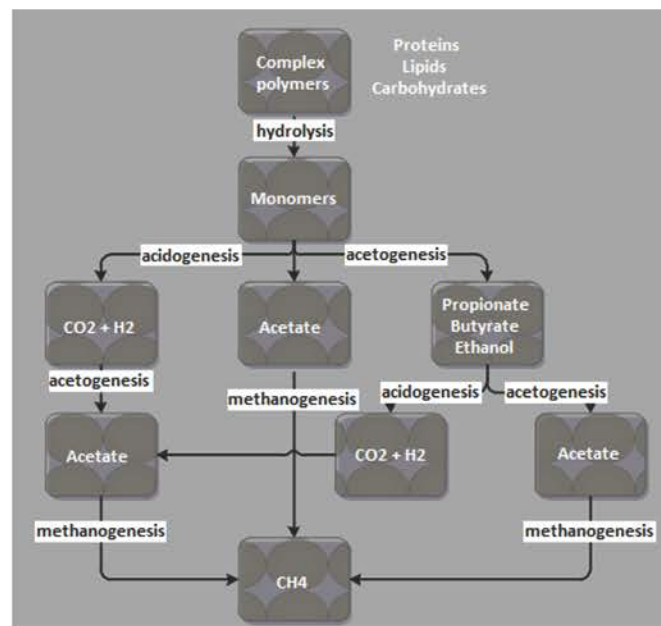 Complex
polymers
Proteins
Lipids
Carbohydrates
hydrolysis
Monomers
acidogenesis
acetogenesis
CO2 + H2
Acetate
Propionate
Butyrate
Ethanol
acetogenesis
methanogenesis
acidogenesis
acetogenesis
Acetate
CO2 + H2
Acetate
methanogenesis
methanogenesis
CH4